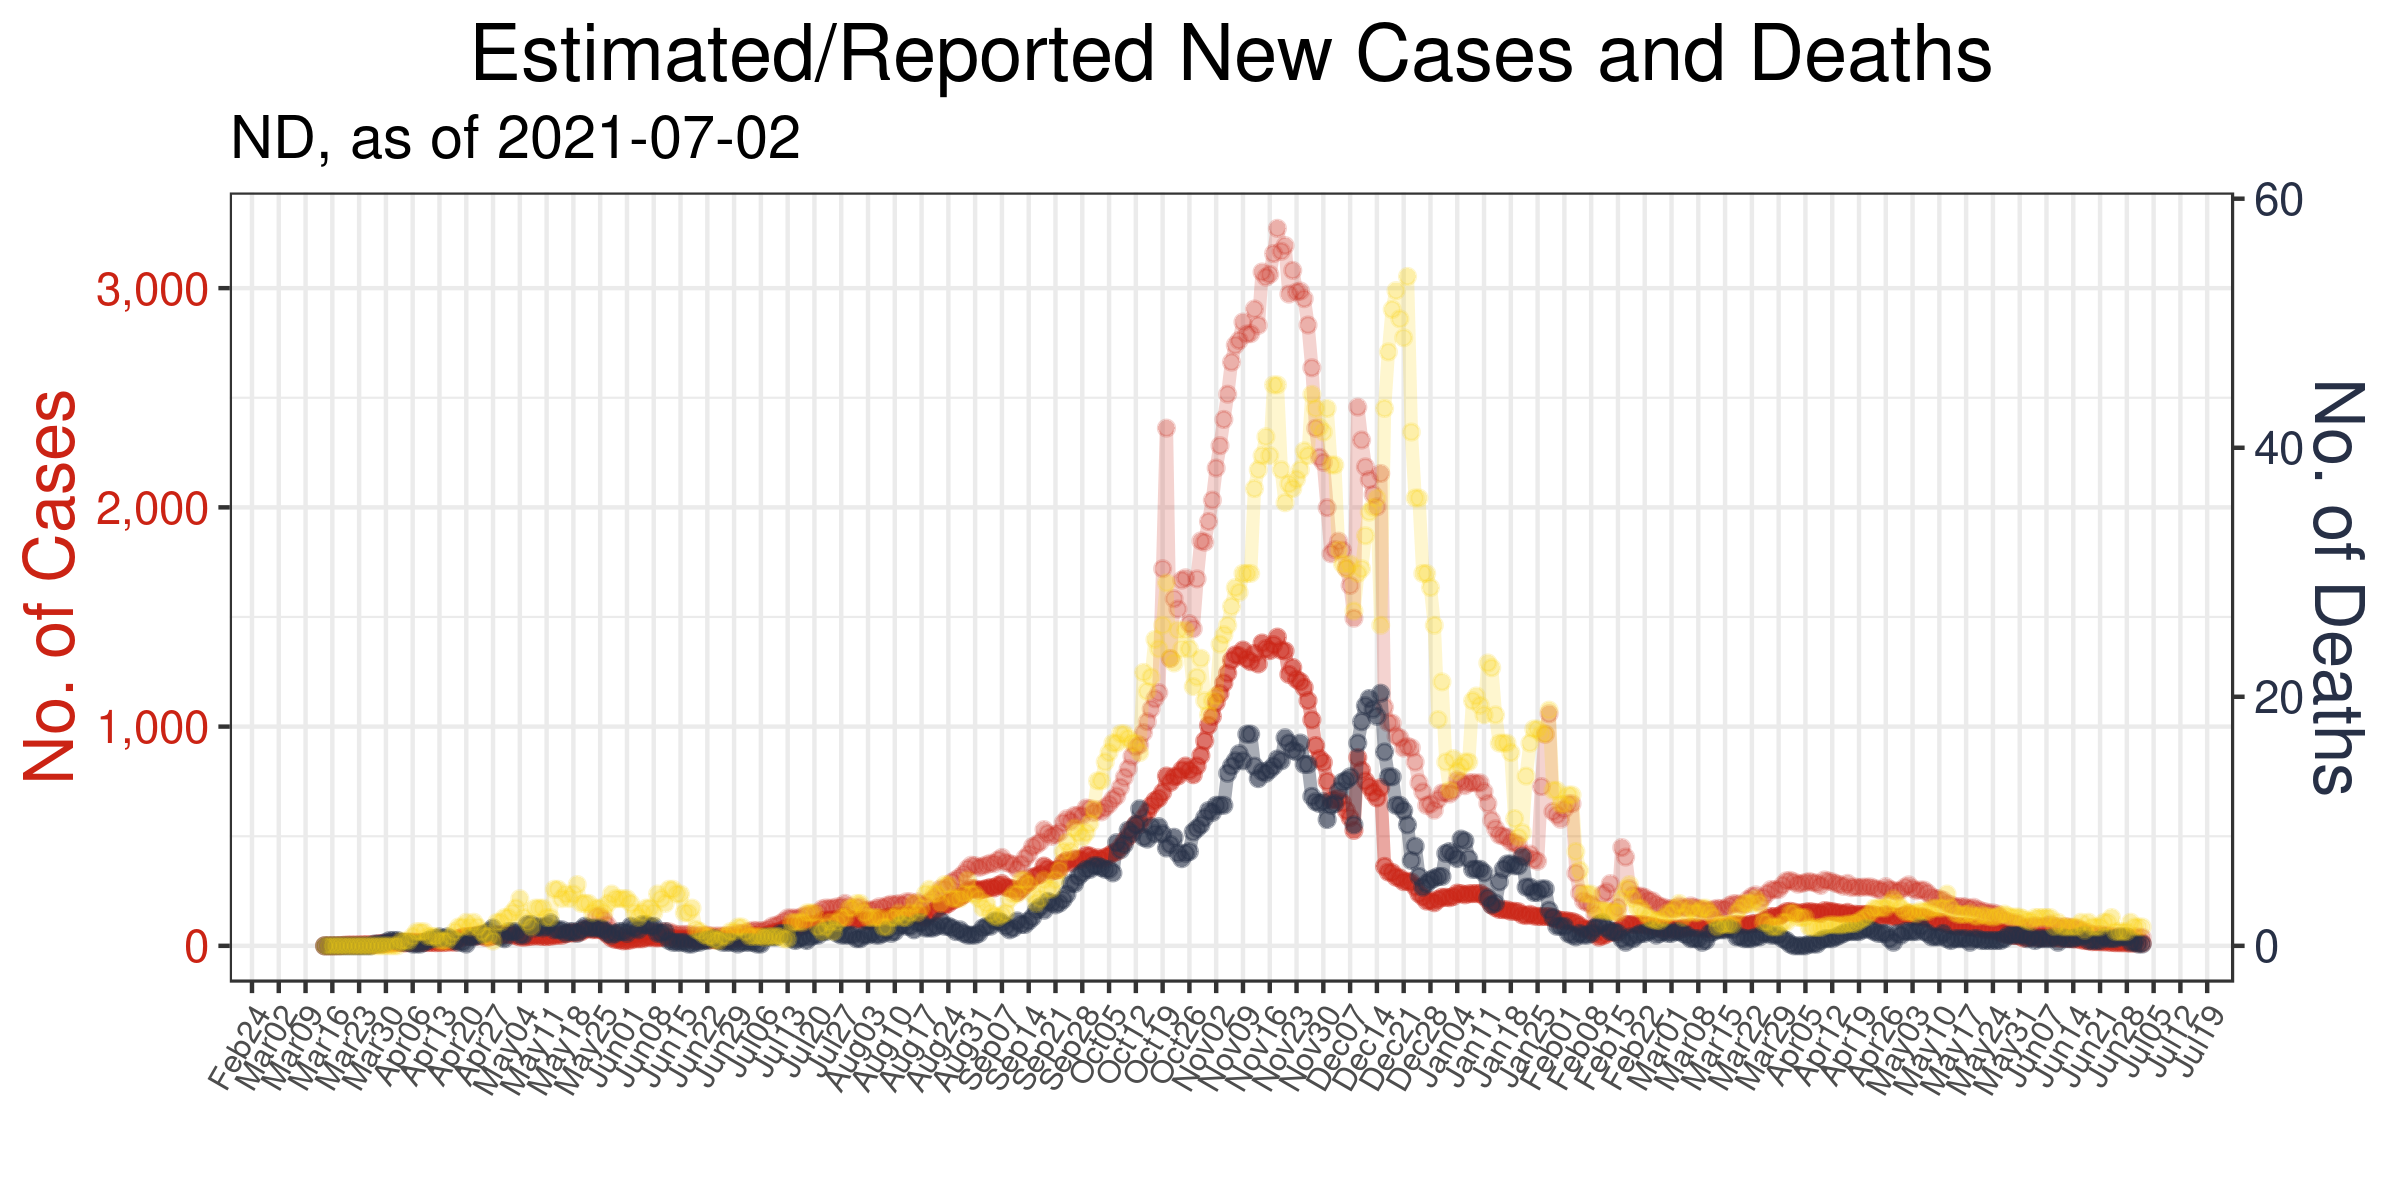 Estimated/Reported New Cases and Deaths
ND, as of 2021-07-02
No. of Cases
3,000
2,000
1,000
0
60
40
20
0
No. of Deaths
Feb24
Mar02
Mar09
Mar16
Mar23
Mar30
Apr06
Apr13
Apr20
Apr27
May04
May11
May18
May25
Jun01
Jun08
Jun15
Jun22
Jun29
Jul06
Jul13
Jul20
Jul27
Aug03
Aug10
Aug17
Aug24
Aug31
Sep07
Sep14
Sep21
Sep28
Oct05
Oct12
Oct19
Oct26
Nov02
Nov09
Nov16
Nov23
Nov30
Dec07
Dec14
Dec21
Dec28
Jan04
Jan11
Jan18
Jan25
Feb01
Feb08
Feb15
Feb22
Mar01
Mar08
Mar15
Mar22
Mar29
Apr05
Apr12
Apr19
Apr26
May03
May10
May17
May24
May31
Jun07
Jun14
Jun21
Jun28
Jul05
Jul12
Jul19